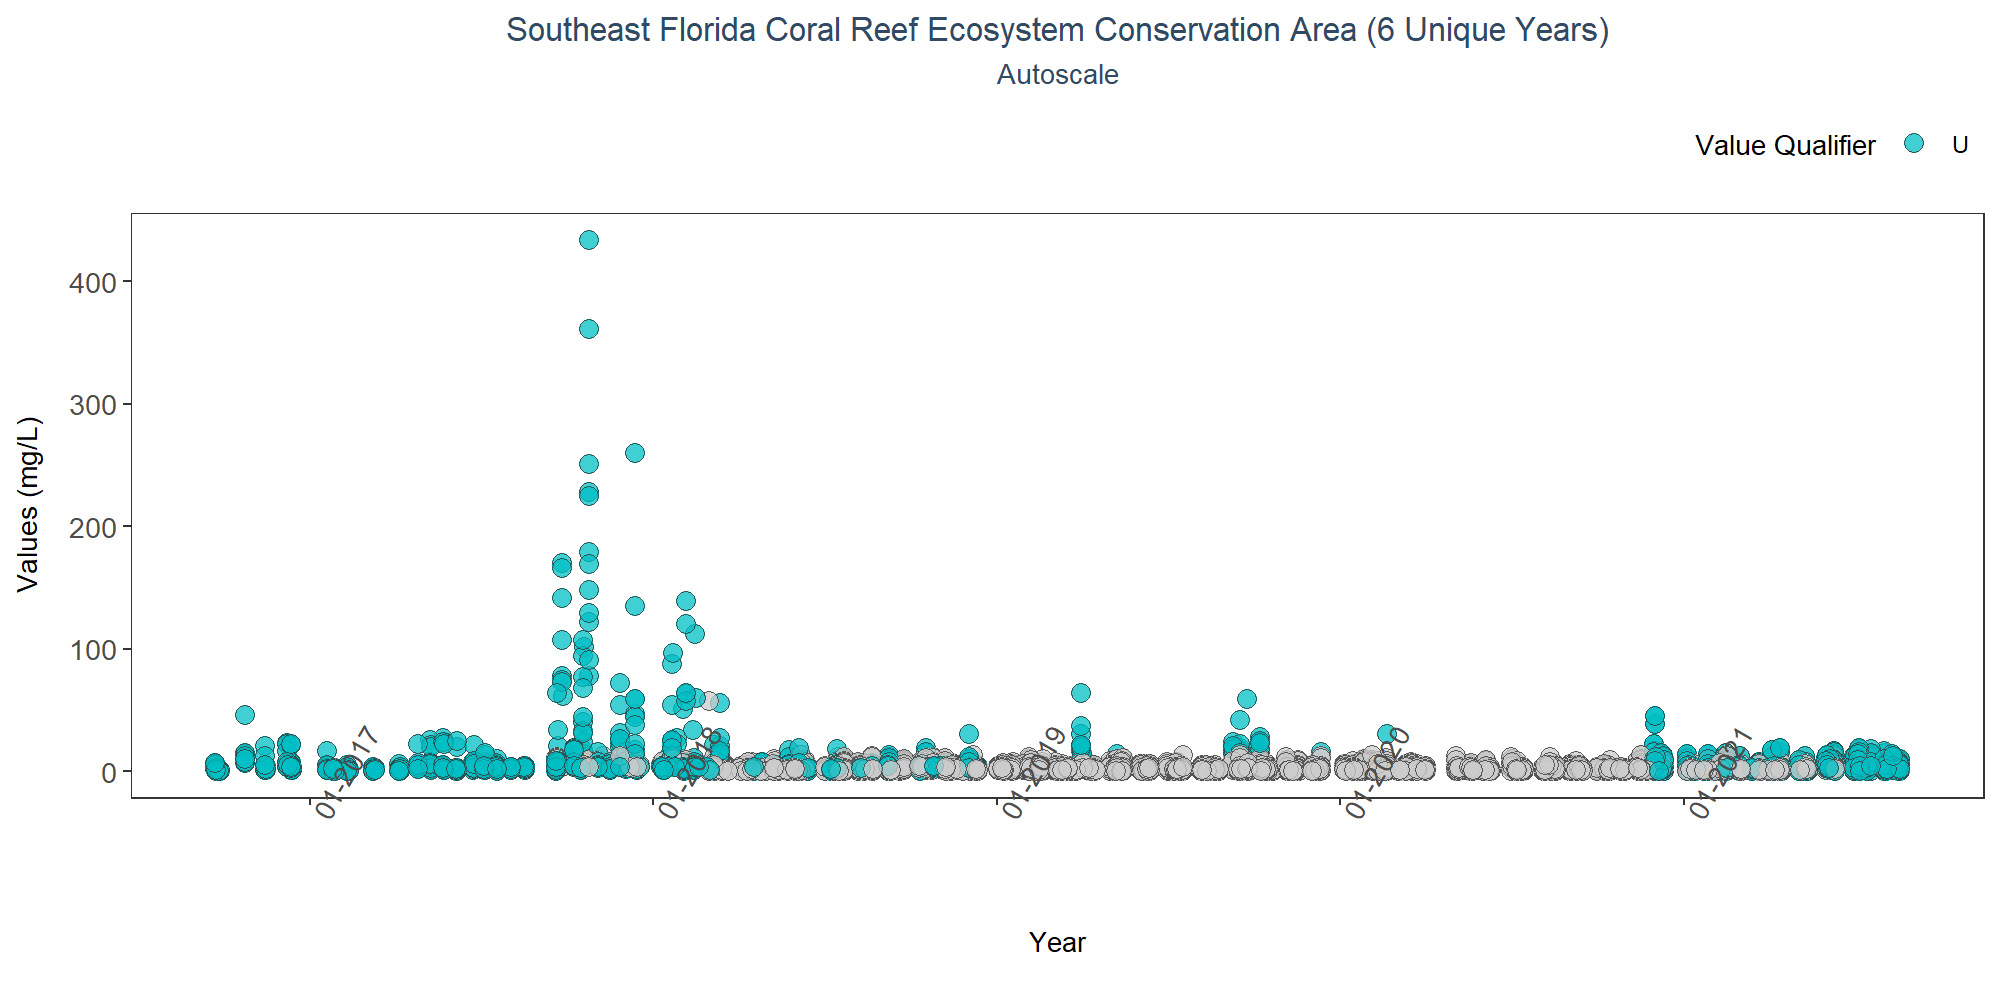 Southeast Florida Coral Reef Ecosystem Conservation Area (6 Unique Years)
Autoscale
Value Qualifier U
Values (mg/L)
400
300
200
100
0
01-2017
01-2018
01-2019
01-2020
01-2021
Year